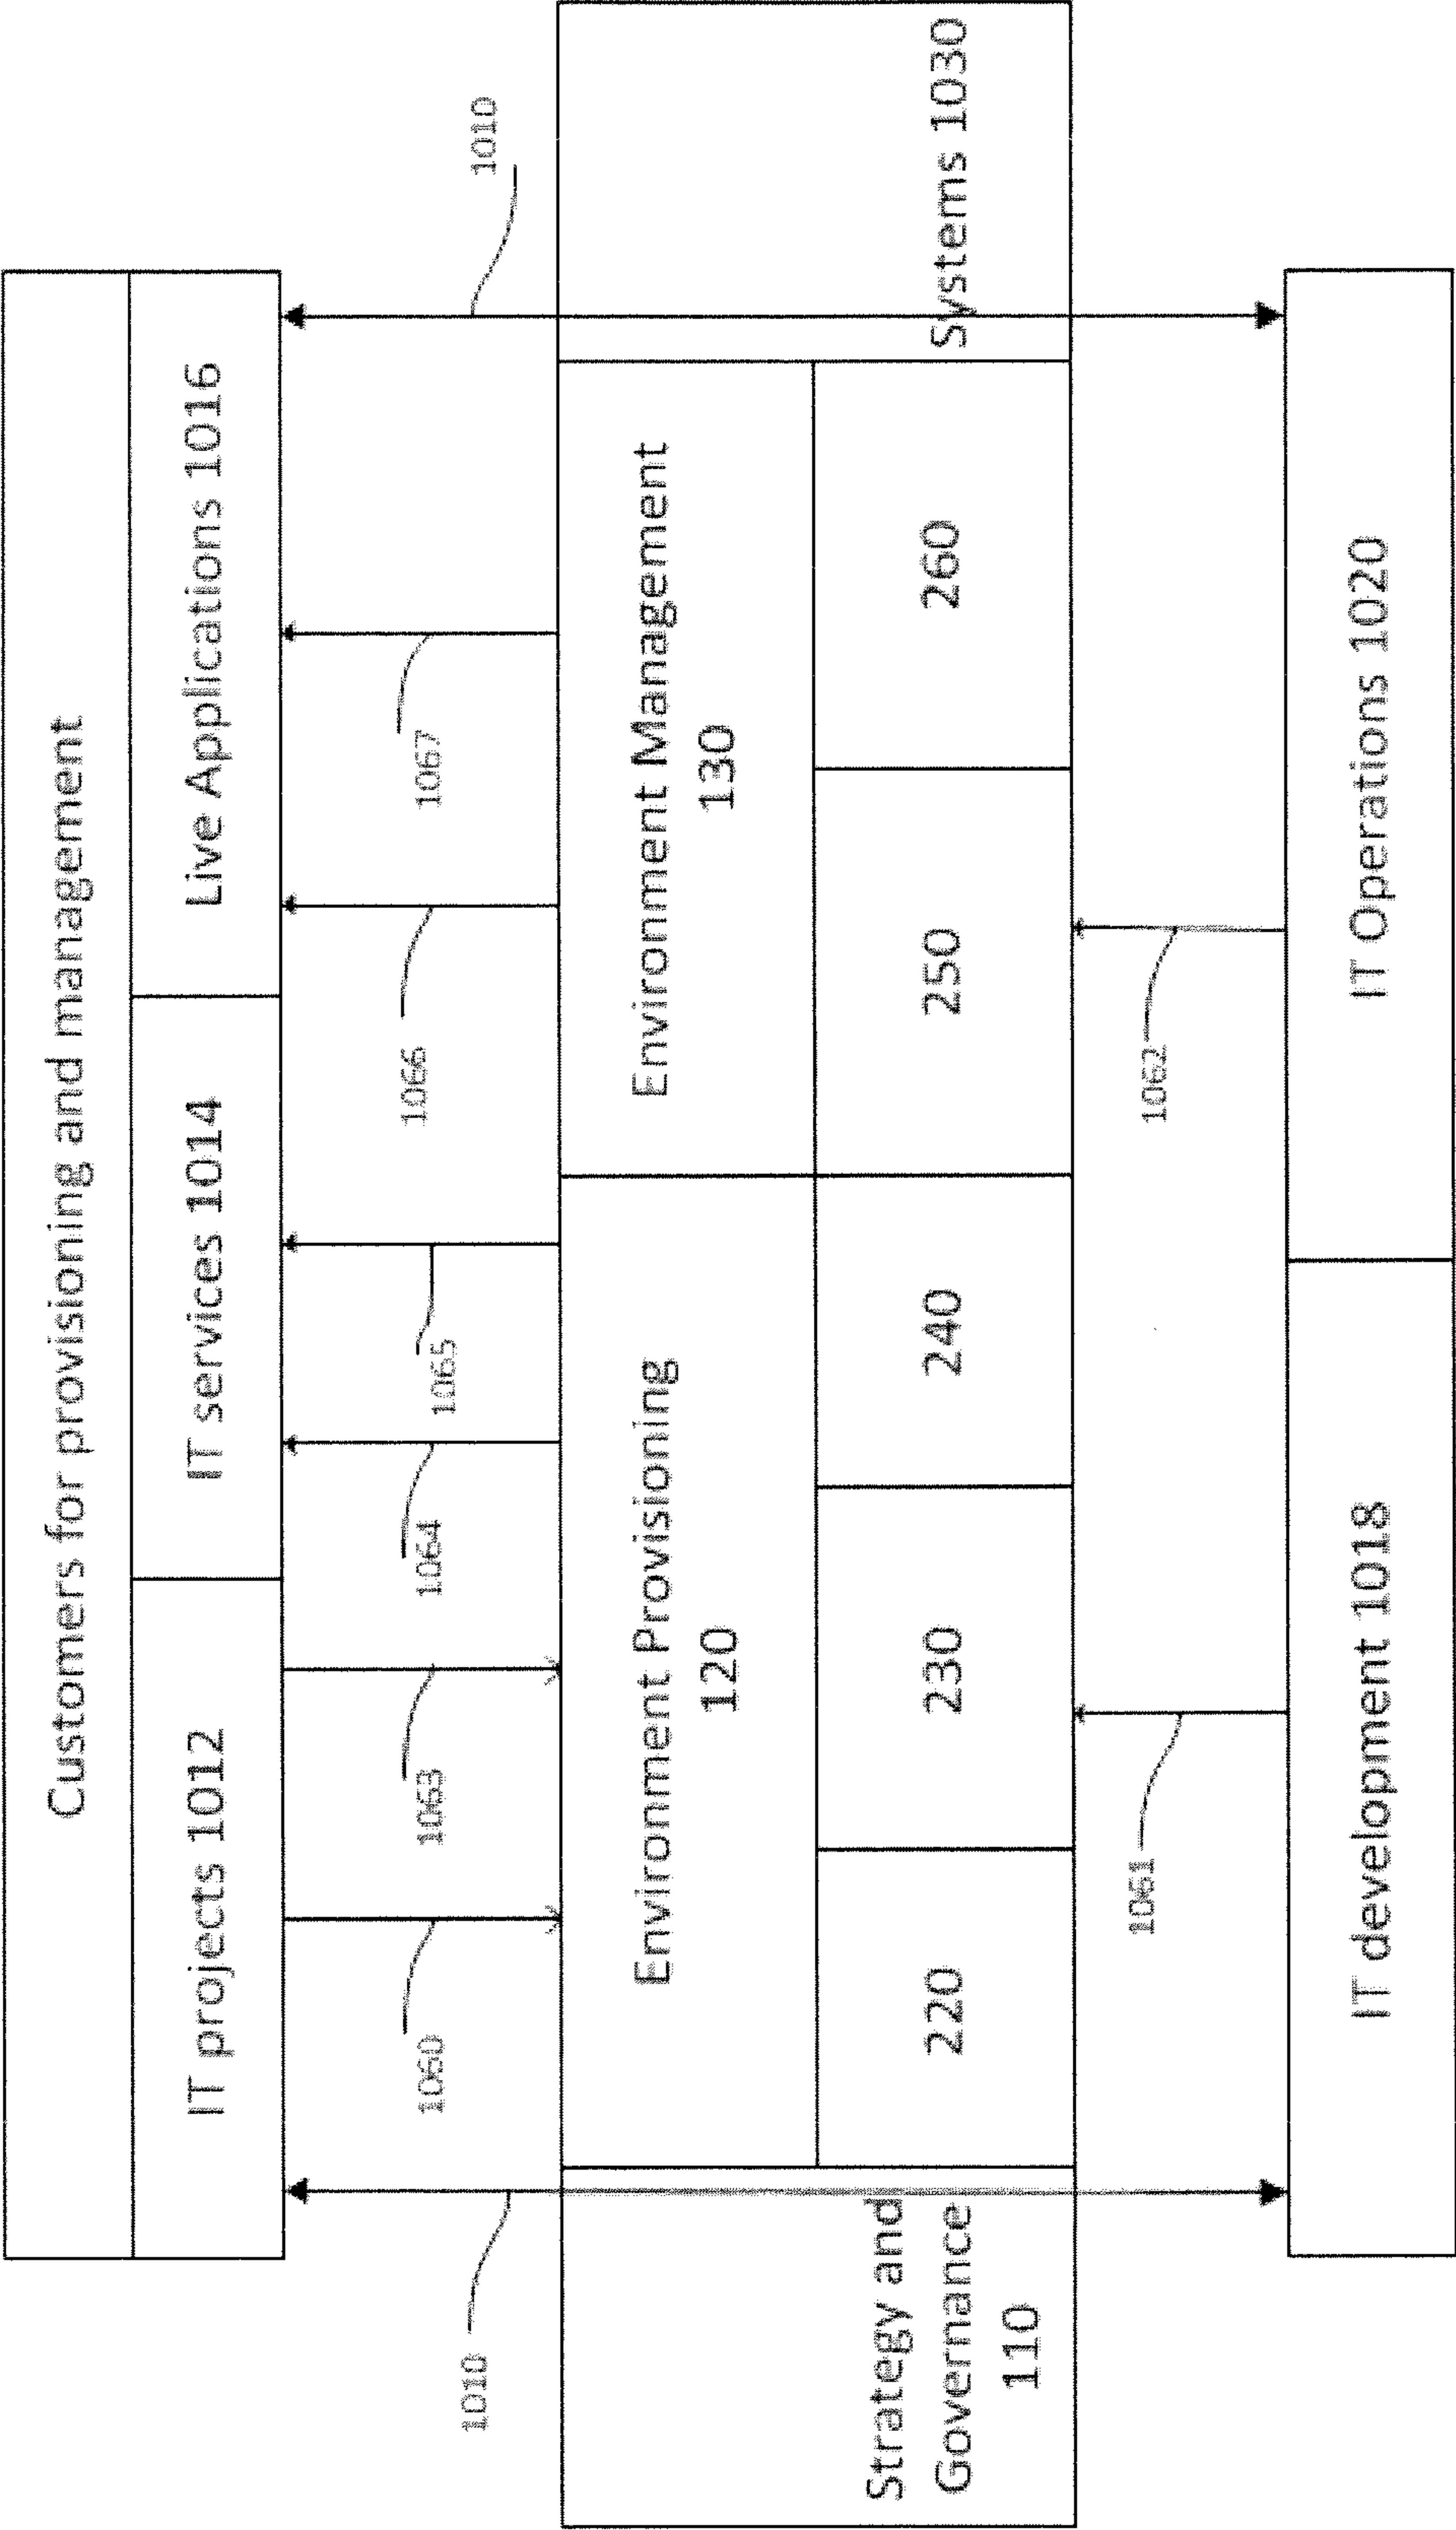 Customers for provisioning and management
IT projects 1012
IT services 1014
Live Applications 1016
1010
1060
1063
1064
1065
1066
1067
1010
Strategy and
Governance
110
Environment Provisioning
120
Environment Management
130
220
230
240
250
260
Systems 1030
1061
1062
IT development 1018
IT Operations 1020